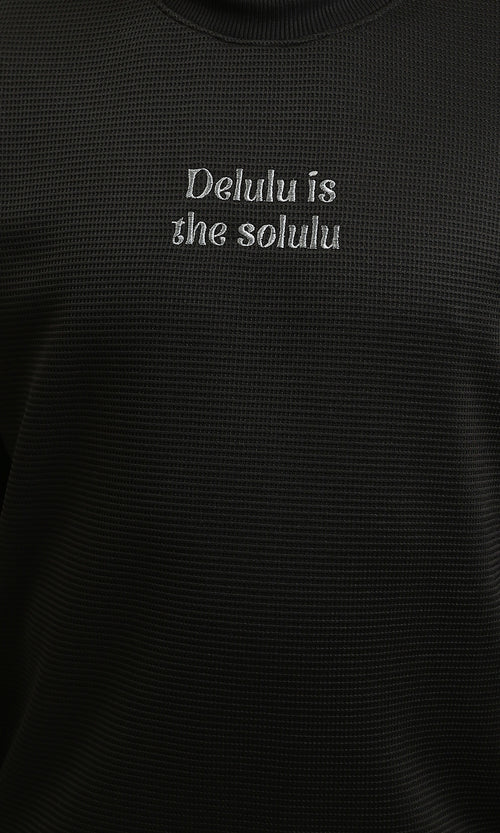 Delulu is
the solulu